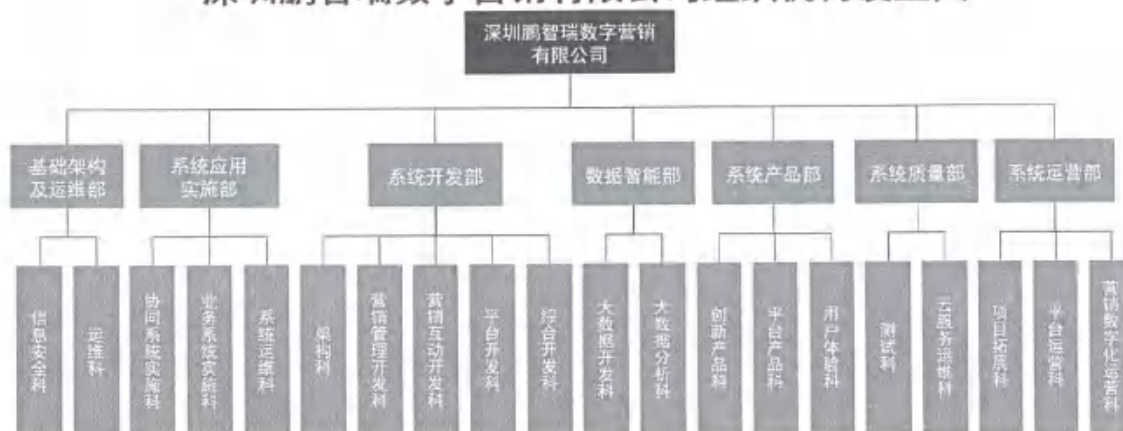 深圳鹏智瑞数字营销
有限公司
基础架构
及运维部
系统应用
实施部
系统开发部
数据智能部
系统产品部
系统质量部
系统运营部
信息安全科
运维科
协同系统实施科
业务系统实施科
系统运维科
架构科
营销管理开发科
营销互动开发科
平台开发科
综合开发科
大数据开发科
大数据分析科
创新产品科
平台产品科
用户体验科
测试科
云服务运维科
项目拓展科
平台运营科
营销数字化运营科